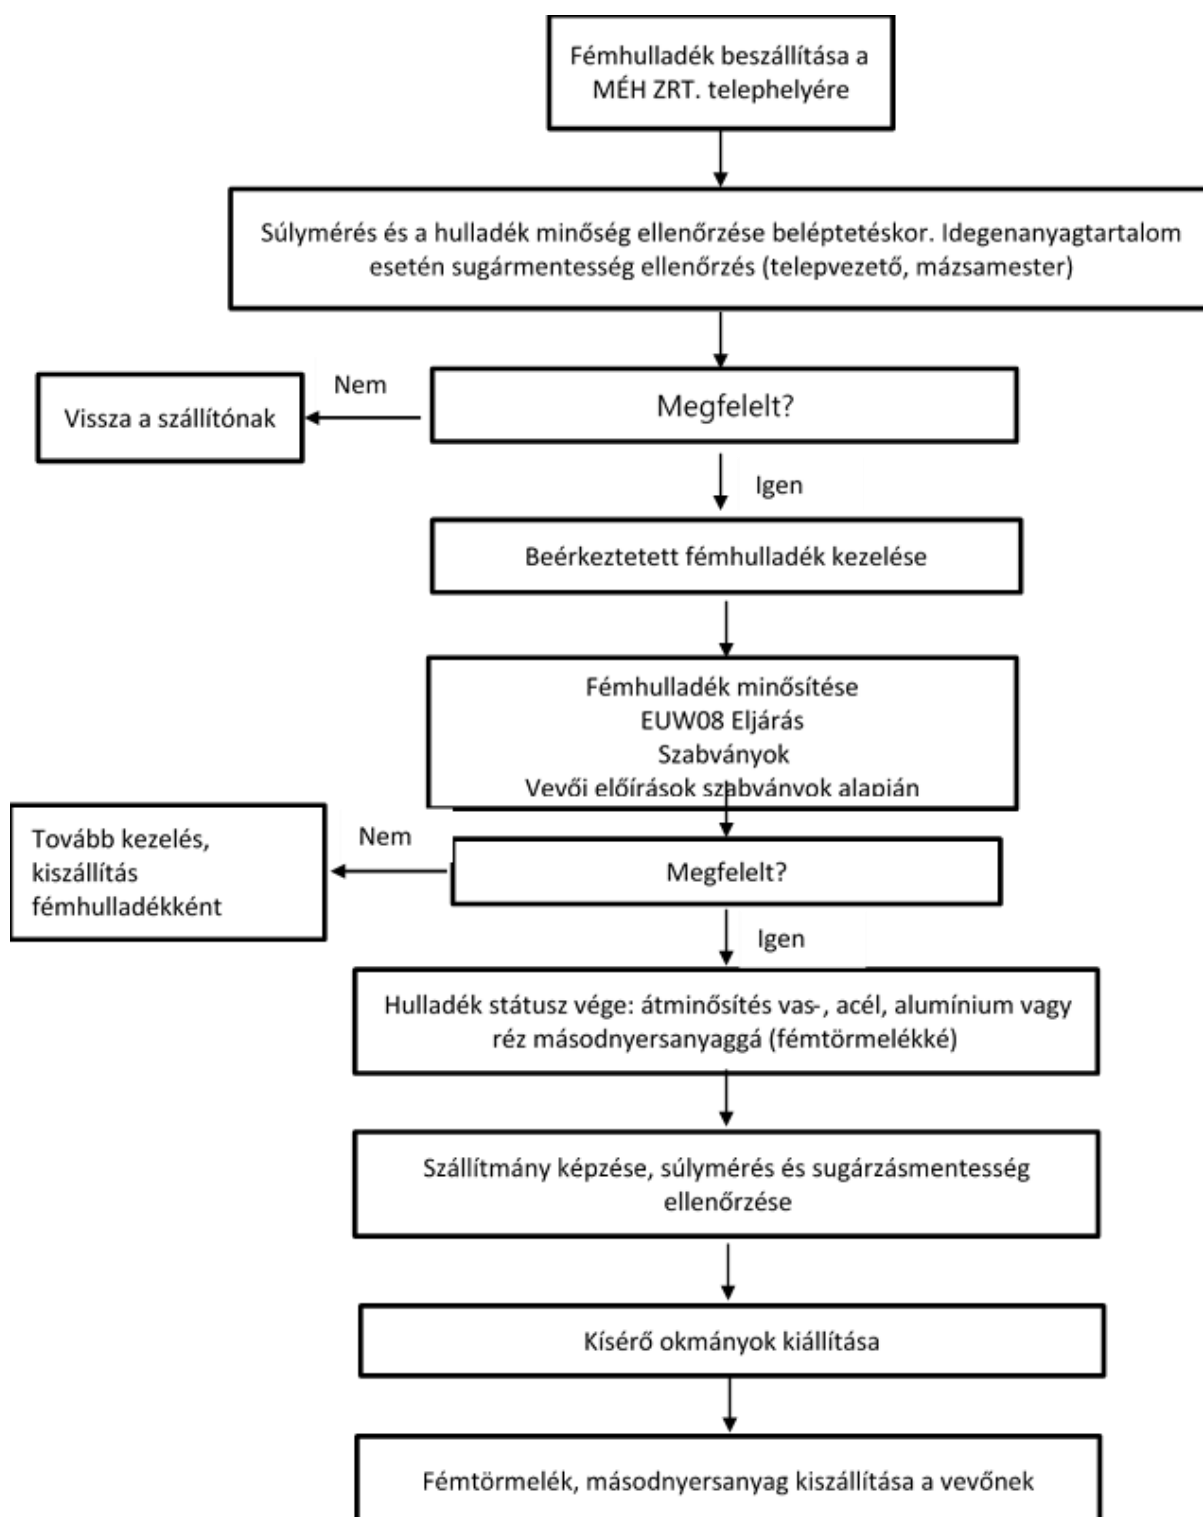 Fémhulladék beszállítása a
MÉH ZRT. telephelyére
Súlymérés és a hulladék minőség ellenőrzése beléptetéskor. Idegenanyagtartalom
esetén sugármentesség ellenőrzés (telepvezető, mázsamester)
Nem
Megfelelt?
Vissza a szállítónak
Igen
Beérkeztetett fémhulladék kezelése
Fémhulladék minősítése
EUW08 Eljárás
Szabványok
Vevői előírások szabványok alapján
Tovább kezelés,
kiszállítás
fémhulladékként
Nem
Megfelelt?
Igen
Hulladék státusz vége: átminősítés vas-, acél, alumínium vagy
réz másodnyersanyaggá (fémtörmelékké)
Szállítmány képzése, súlymérés és sugárzásmentesség
ellenőrzése
Kísérő okmányok kiállítása
Fémtörmelék, másodnyersanyag kiszállítása a vevőnek